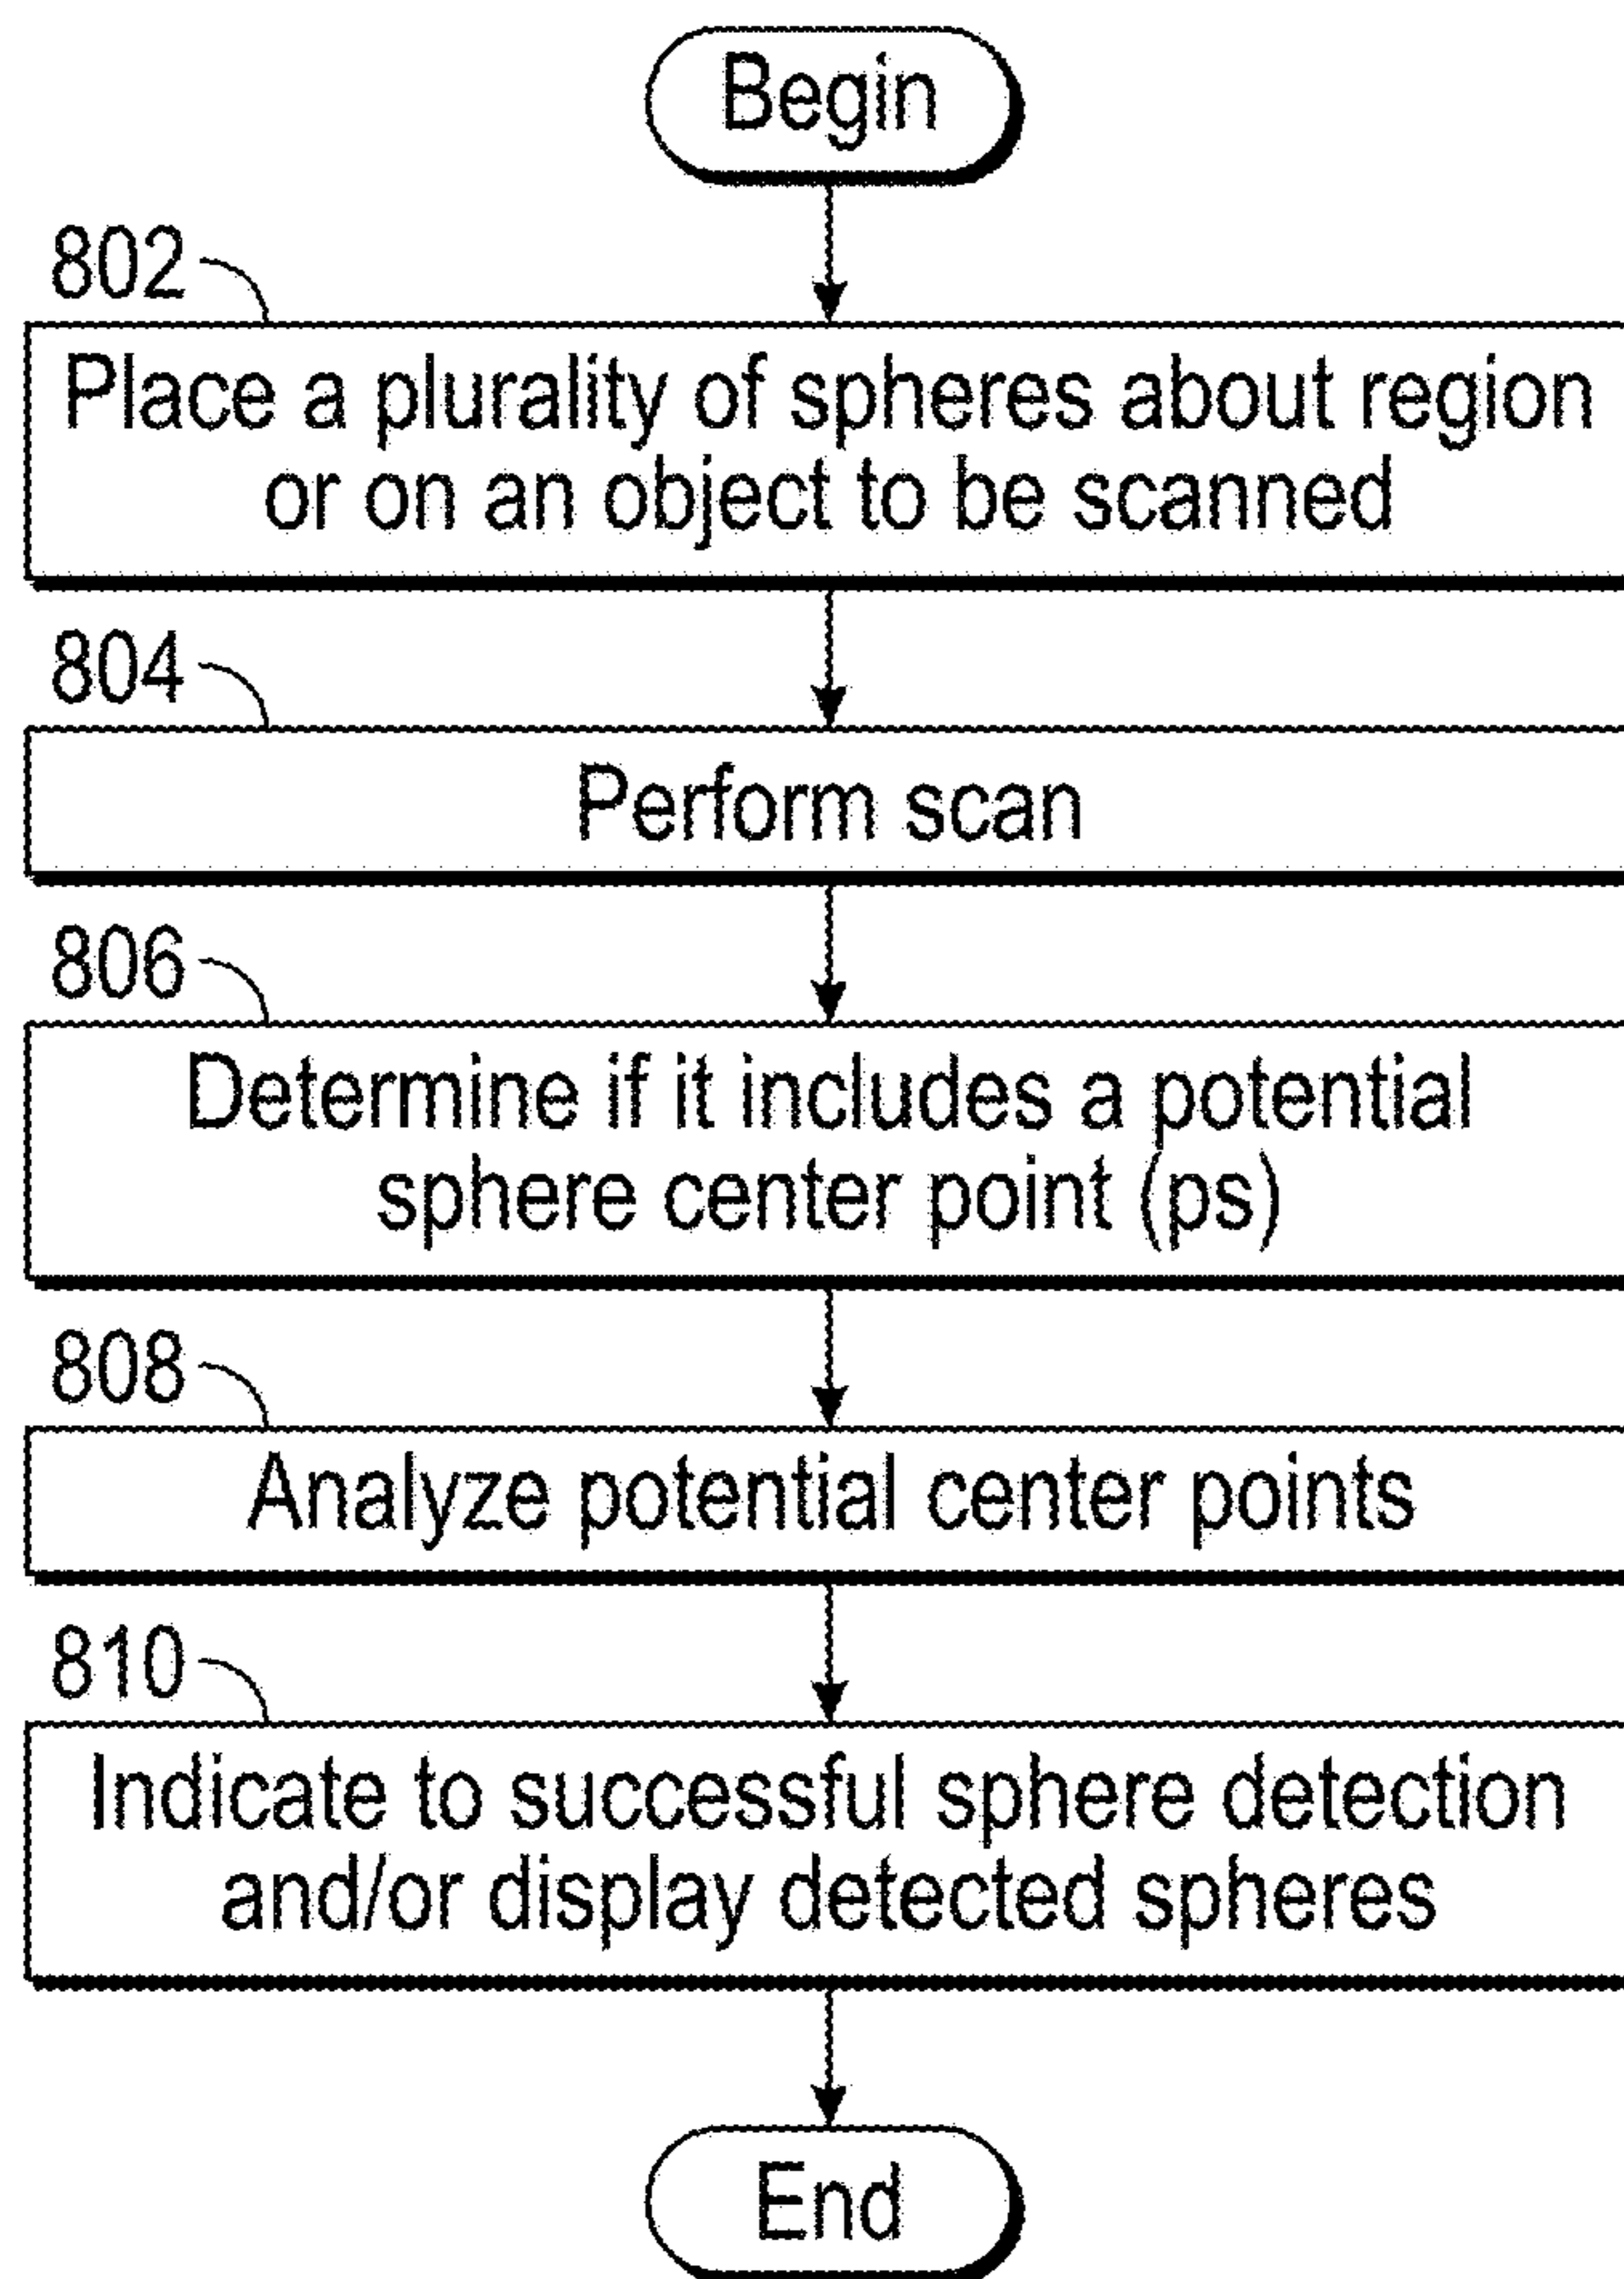 Begin
802
Place a plurality of spheres about region
or on an object to be scanned
804
Perform scan
806
Determine if it includes a potential
sphere center point (ps)
808
Analyze potential center points
810
Indicate to successful sphere detection
and/or display detected spheres
End